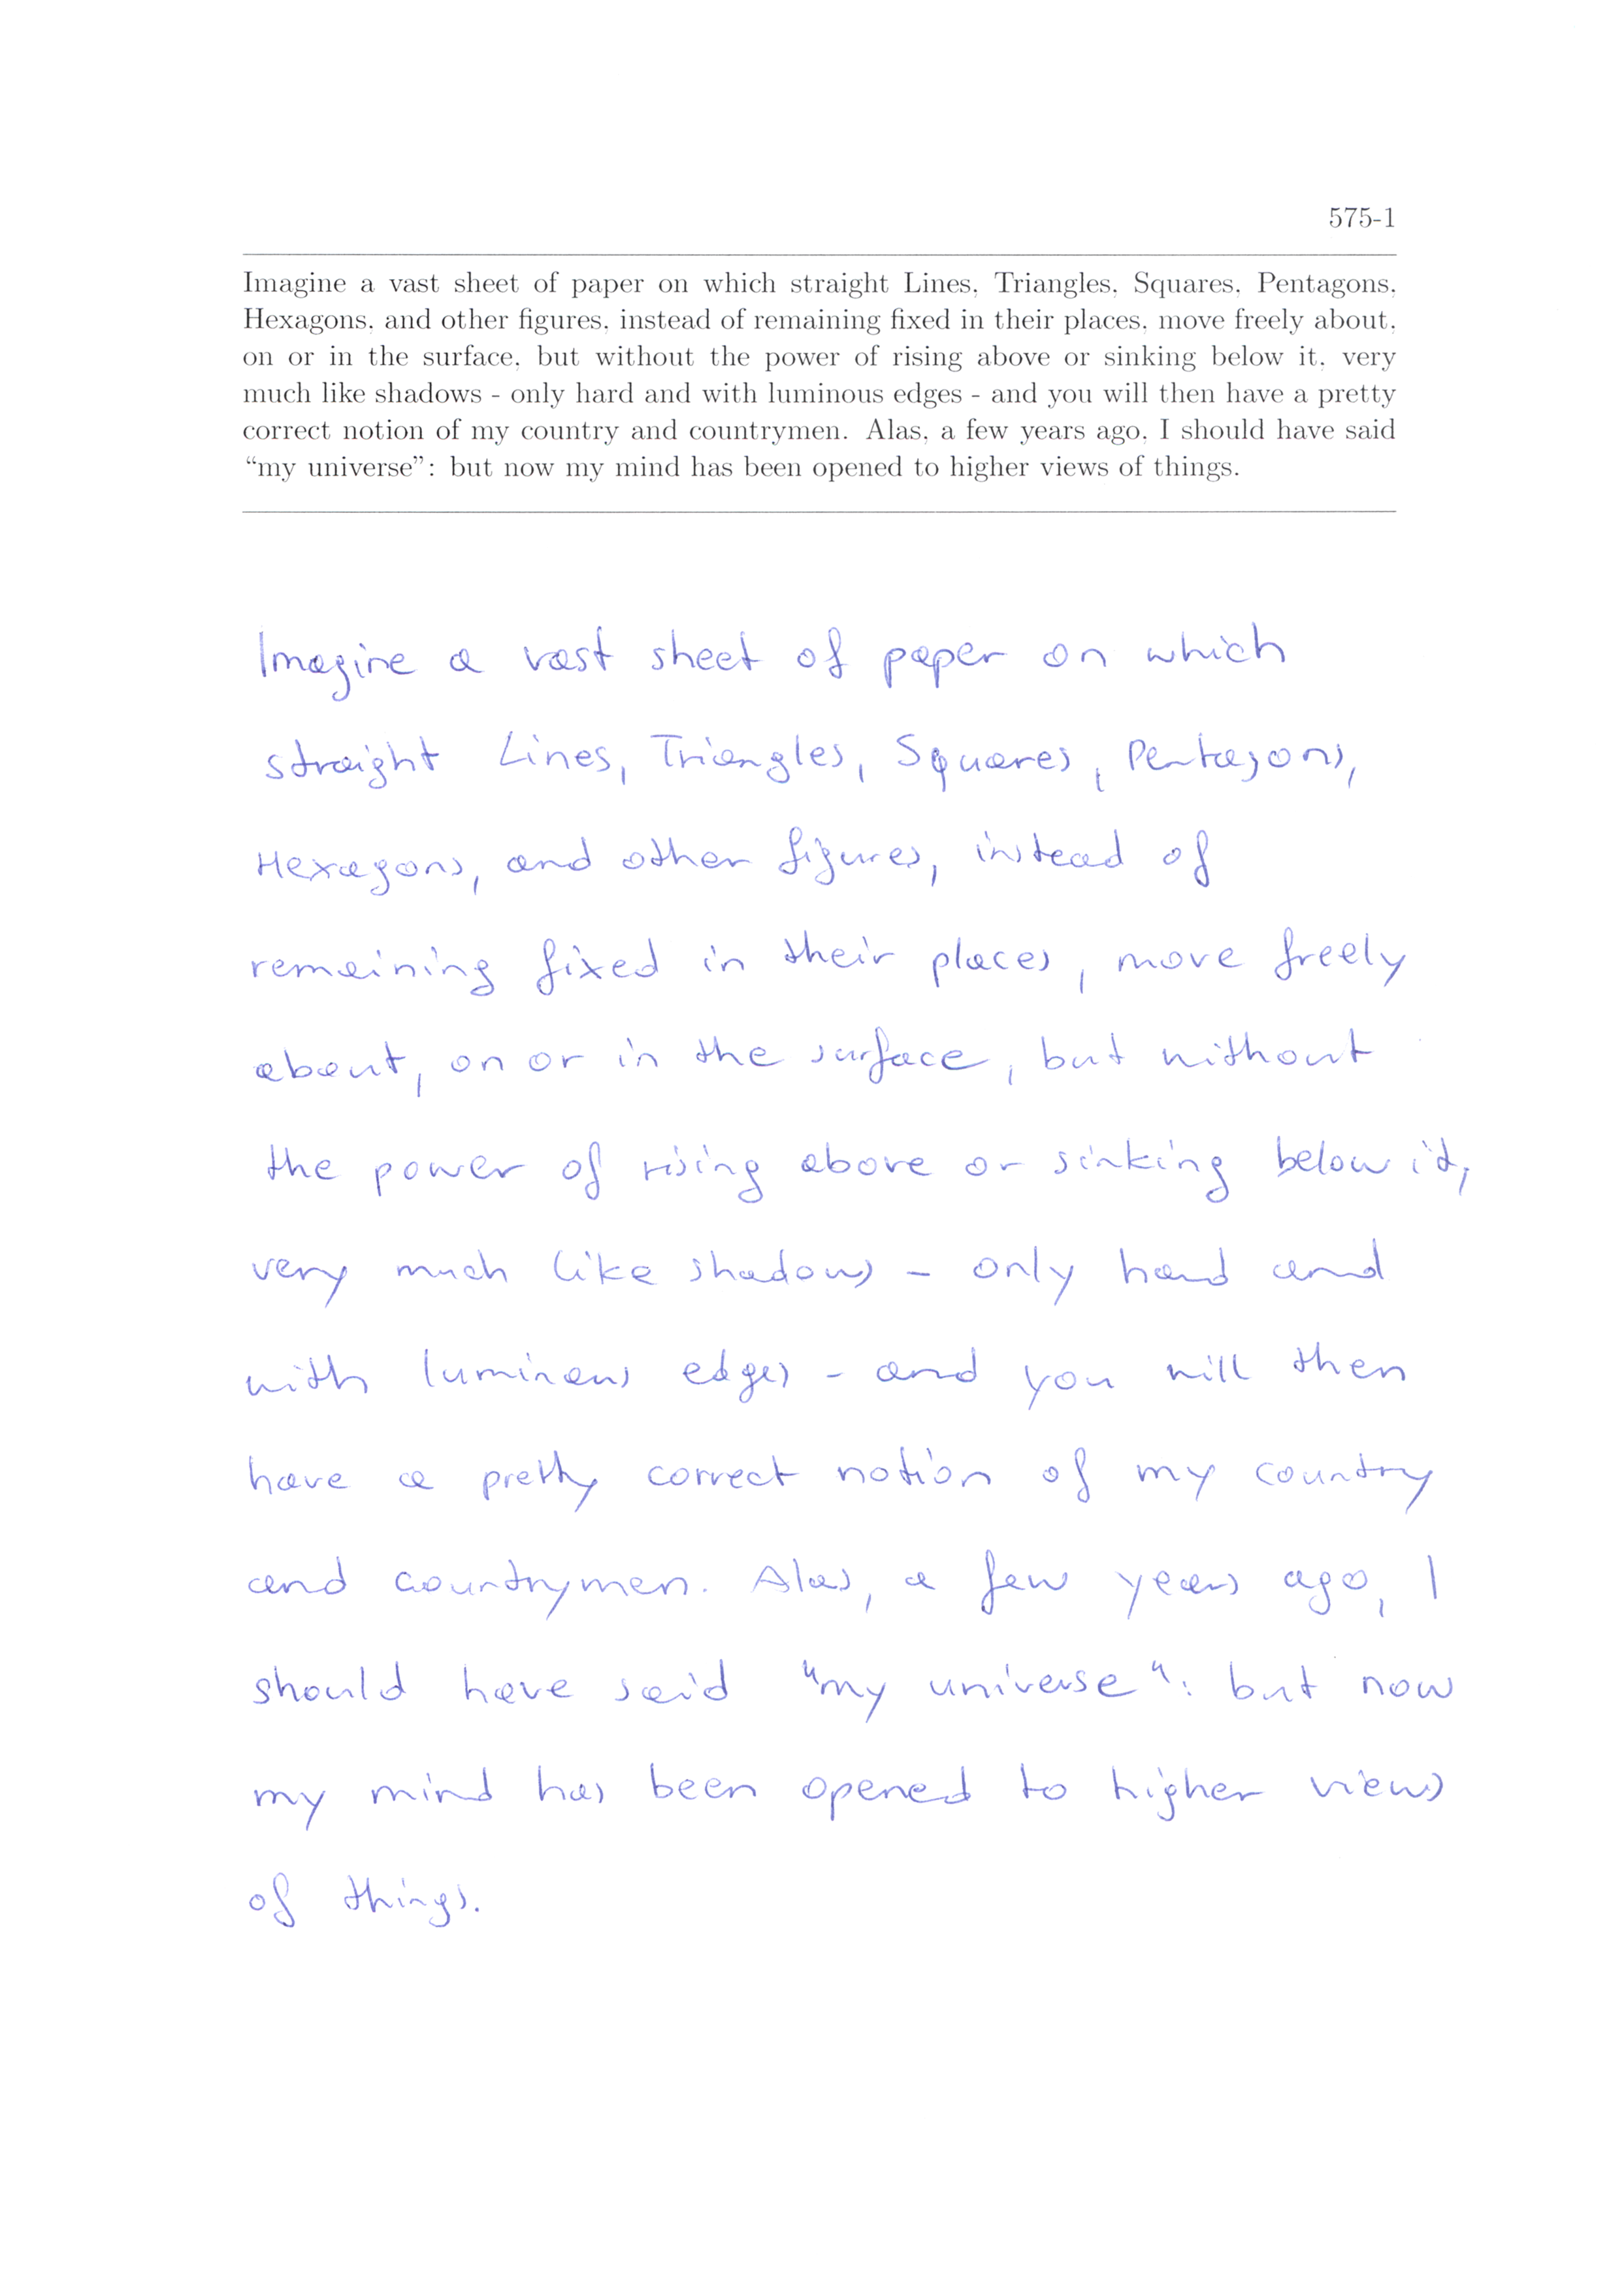 575-1
Imagine a vast sheet of paper on which straight Lines, Triangles, Squares, Pentagons,
Hexagons, and other figures, instead of remaining fixed in their places, move freely about,
on or in the surface, but without the power of rising above or sinking below it, very
much like shadows - only hard and with luminous edges - and you will then have a pretty
correct notion of my country and countrymen. Alas, a few years ago, I should have said
“my universe”: but now my mind has been opened to higher views of things.
Imagine a vast sheet of paper on which
straight Lines, Triangles, Squares, Pentagons,
Hexagons, and other figures, instead of
remaining fixed in their places, move freely
about, on or in the surface, but without
the power of rising above or sinking below it,
very much like shadows - only hard and
with luminous edges - and you will then
have a pretty correct notion of my country
and countrymen. Alas, a few years ago, I
should have said "my universe": but now
my mind has been opened to higher views
of things.